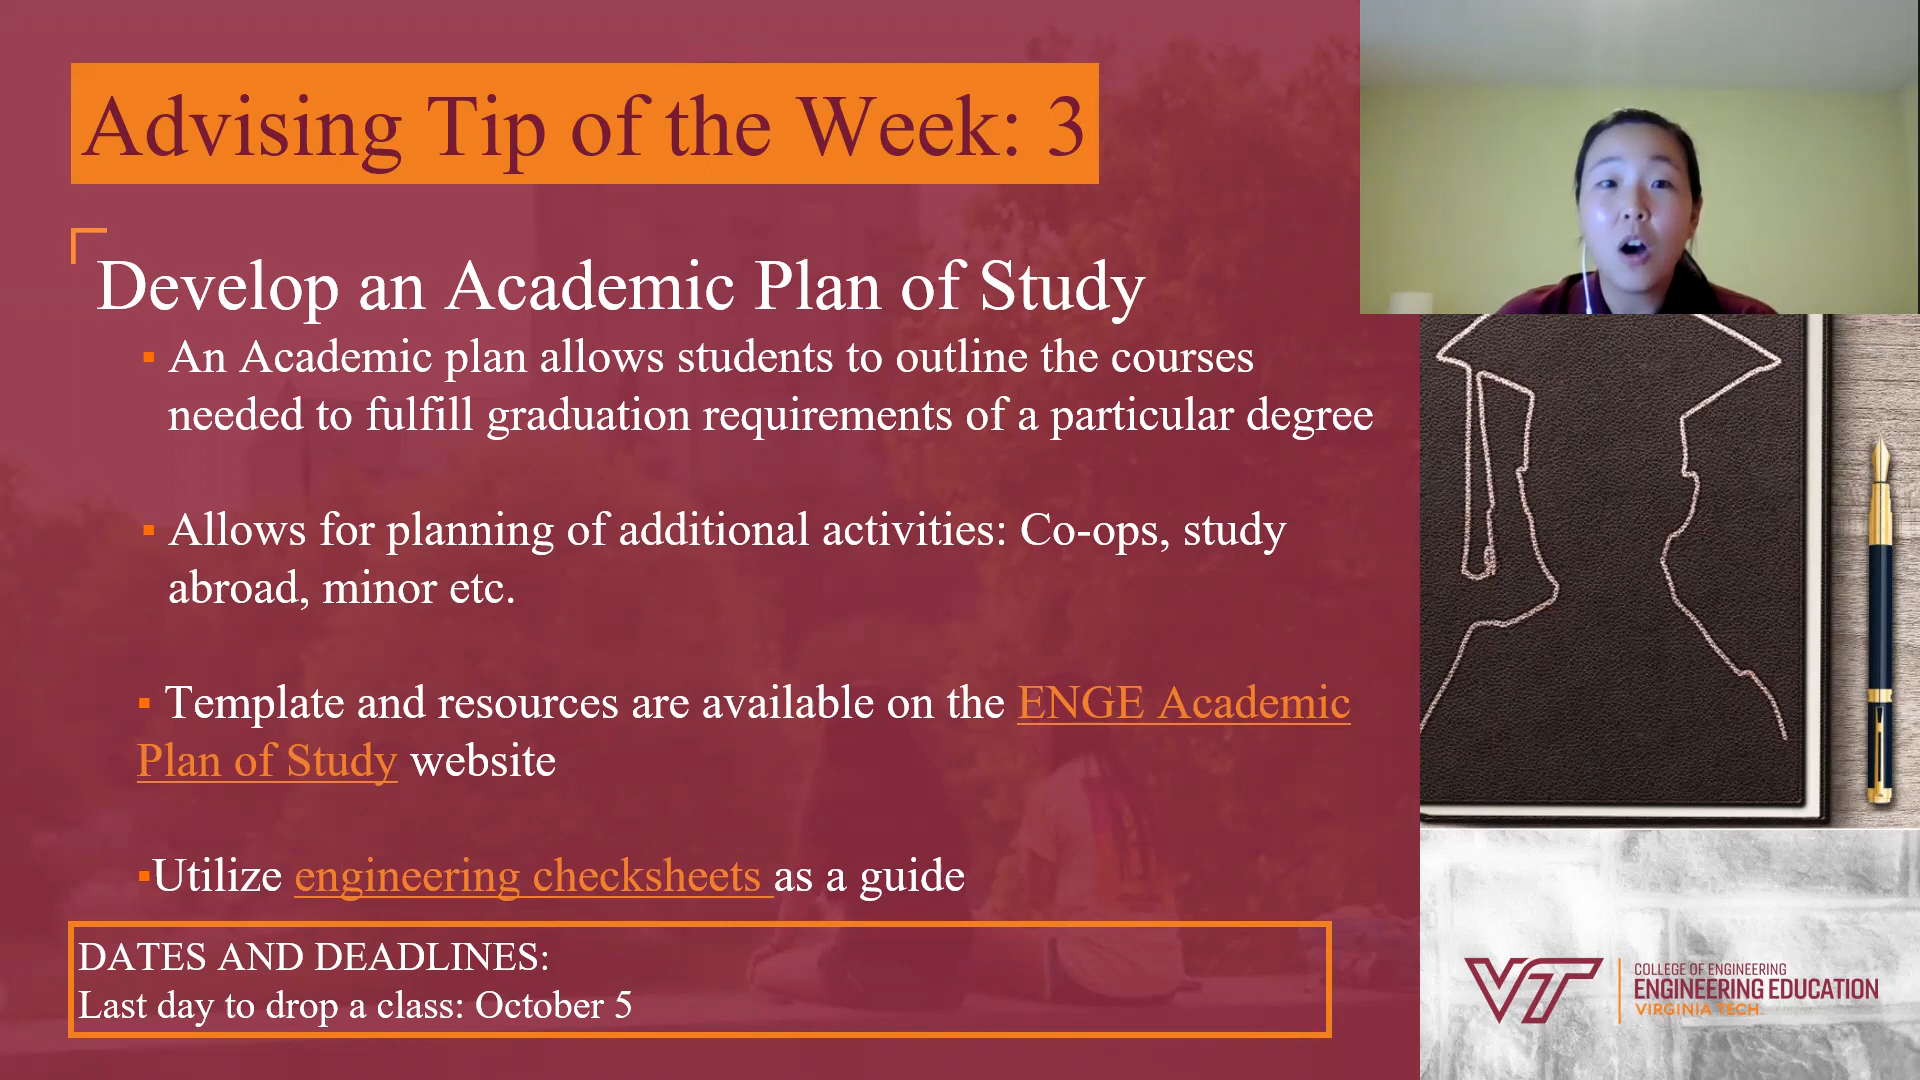 Advising Tip of the Week: 3
Develop an Academic Plan of Study
▪ An Academic plan allows students to outline the courses
needed to fulfill graduation requirements of a particular degree
▪ Allows for planning of additional activities: Co-ops, study
abroad, minor etc.
▪ Template and resources are available on the ENGE Academic
Plan of Study website
▪Utilize engineering checksheets as a guide
DATES AND DEADLINES:
Last day to drop a class: October 5
VT
COLLEGE OF ENGINEERING
ENGINEERING EDUCATION
VIRGINIA TECH.